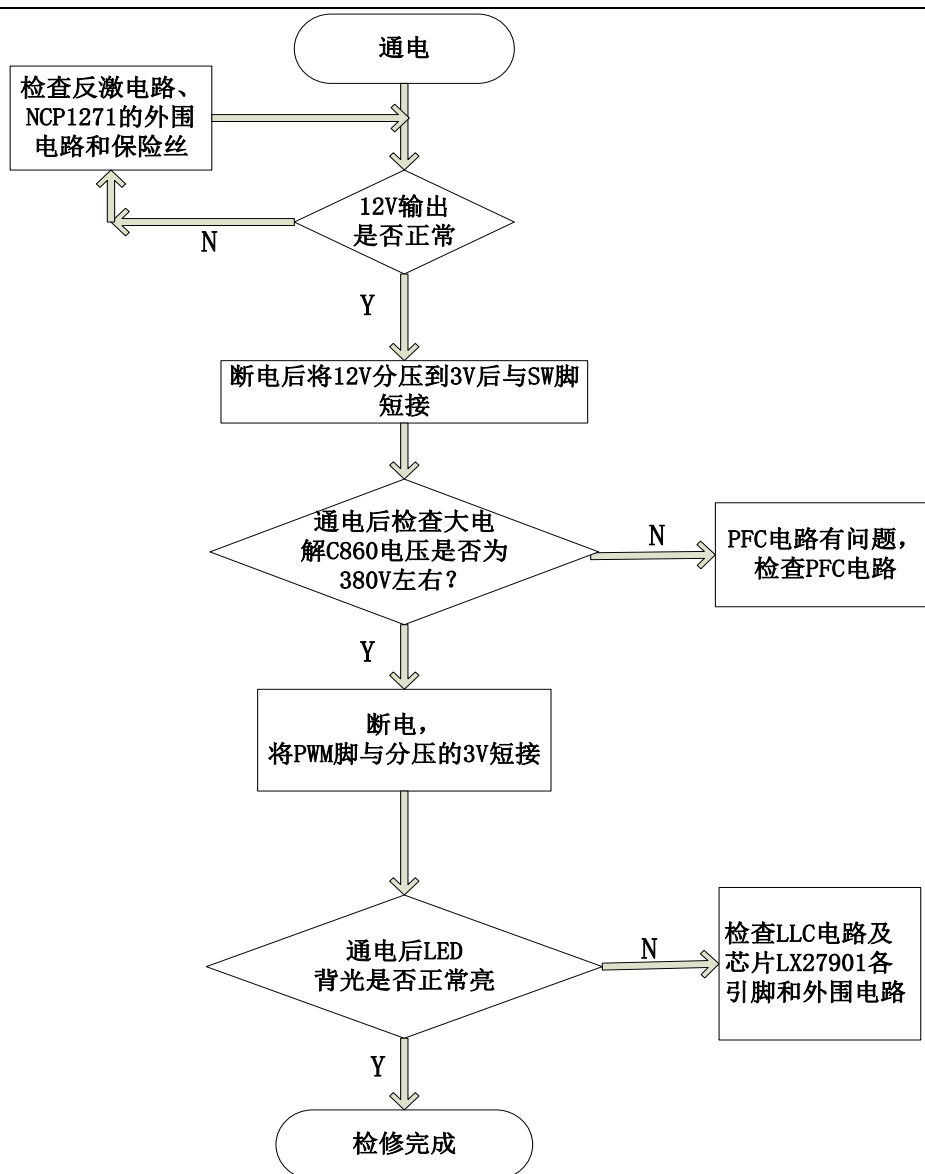 通电
检查反激电路、
NCP1271的外围
电路和保险丝
12V输出
是否正常
N
Y
断电后将12V分压到3V后与SW脚
短接
通电后检查大电
解C860电压是否为
380V左右?
N
PFC电路有问题,
检查PFC电路
Y
断电,
将PWM脚与分压的3V短接
通电后LED
背光是否正常亮
N
检查LLC电路及
芯片LX27901各
引脚和外围电路
Y
检修完成